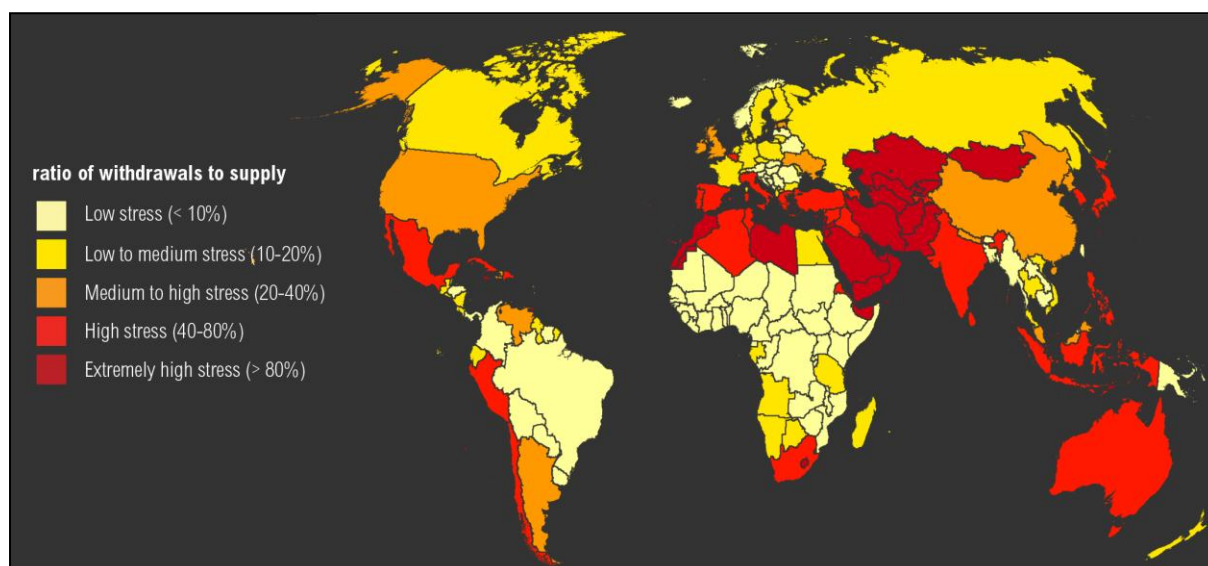 ratio of withdrawals to supply
Low stress (< 10%)
Low to medium stress (10-20%)
Medium to high stress (20-40%)
High stress (40-80%)
Extremely high stress (> 80%)